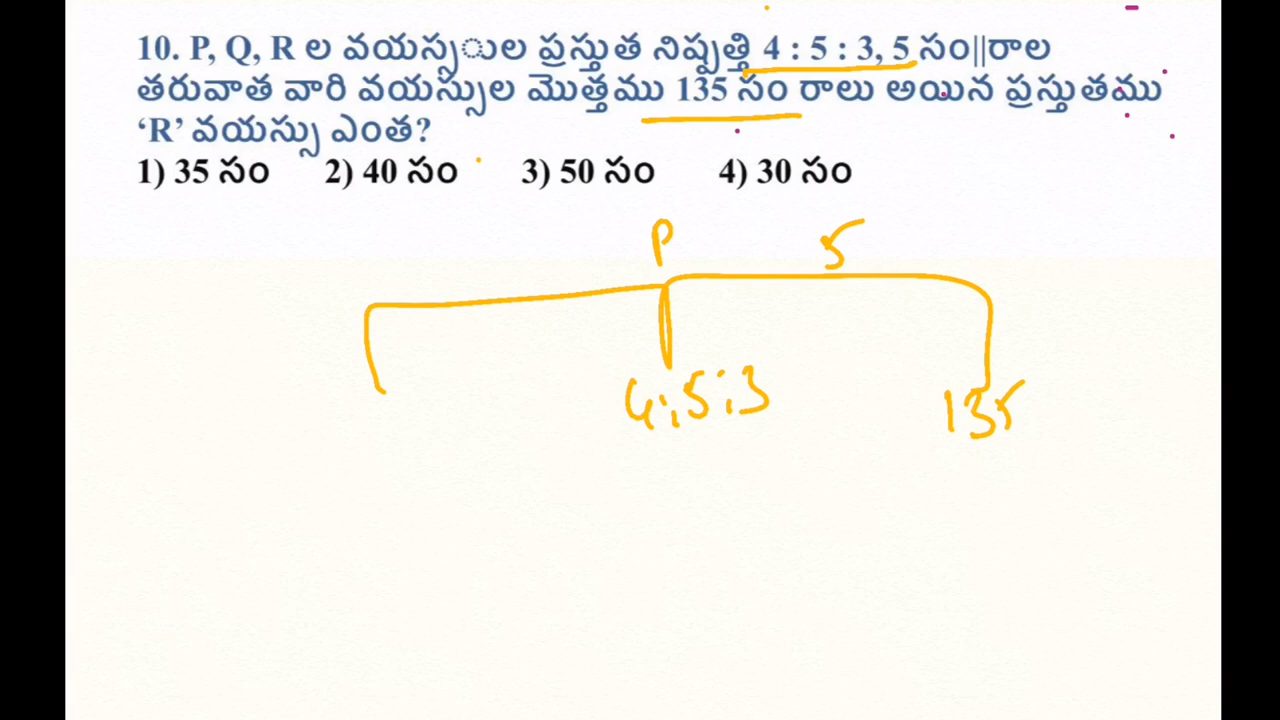 10. P, Q, R ల వయస్సుుల ప్రస్తుత నిష్పత్తి 4 : 5 : 3, 5 సం||రాల
తరువాత వారి వయస్సుల మొత్తము 135 సం రాలు అయిన ప్రస్తుతము
‘R’ వయస్సు ఎంత?
1) 35 సం 2) 40 సం 3) 50 సం 4) 30 సం
P 5
4:5:3 135